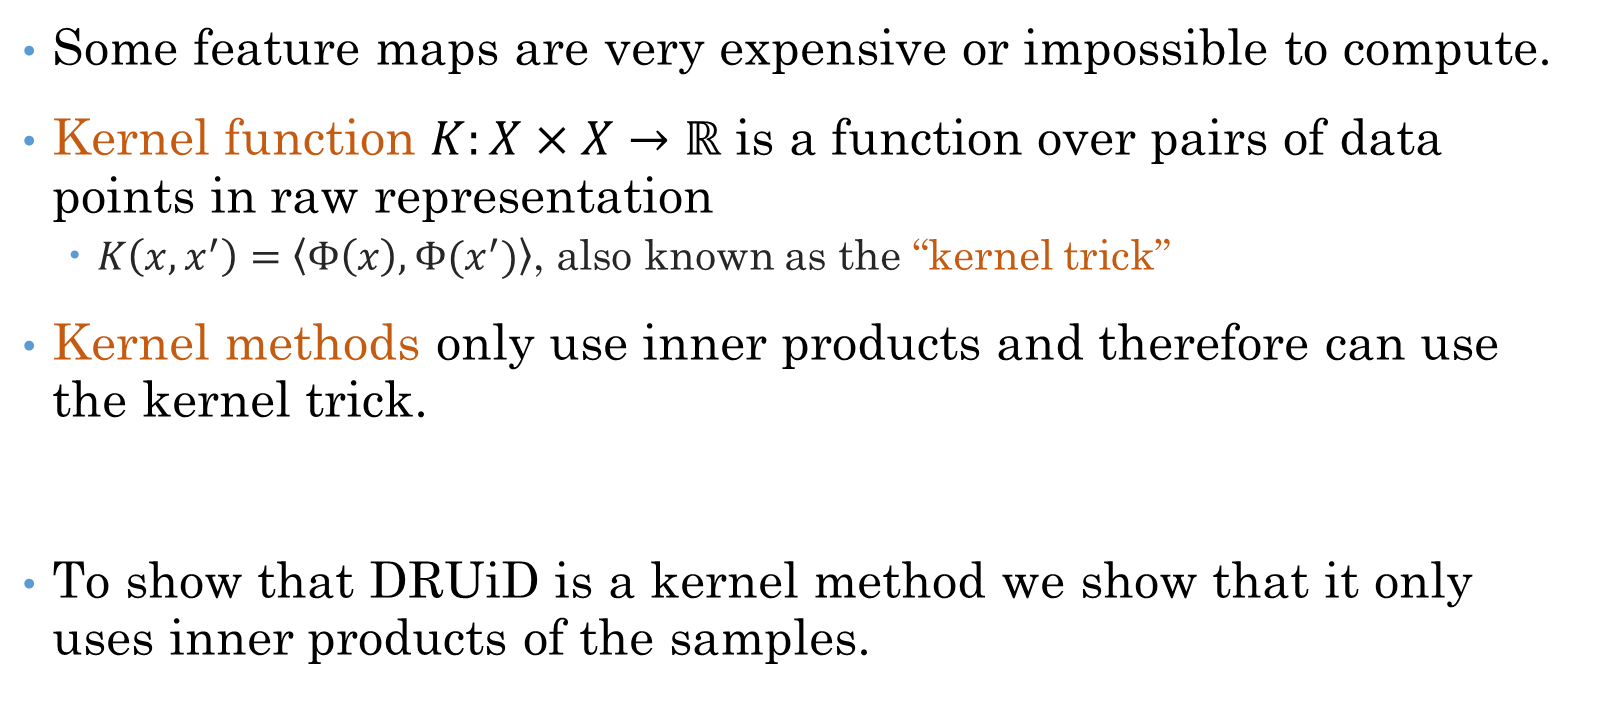 • Some feature maps are very expensive or impossible to compute.
• Kernel function K: X × X → ℝ is a function over pairs of data
points in raw representation
• K(x, x′) = ⟨Φ(x), Φ(x′)⟩, also known as the “kernel trick”
• Kernel methods only use inner products and therefore can use
the kernel trick.
• To show that DRUiD is a kernel method we show that it only
uses inner products of the samples.